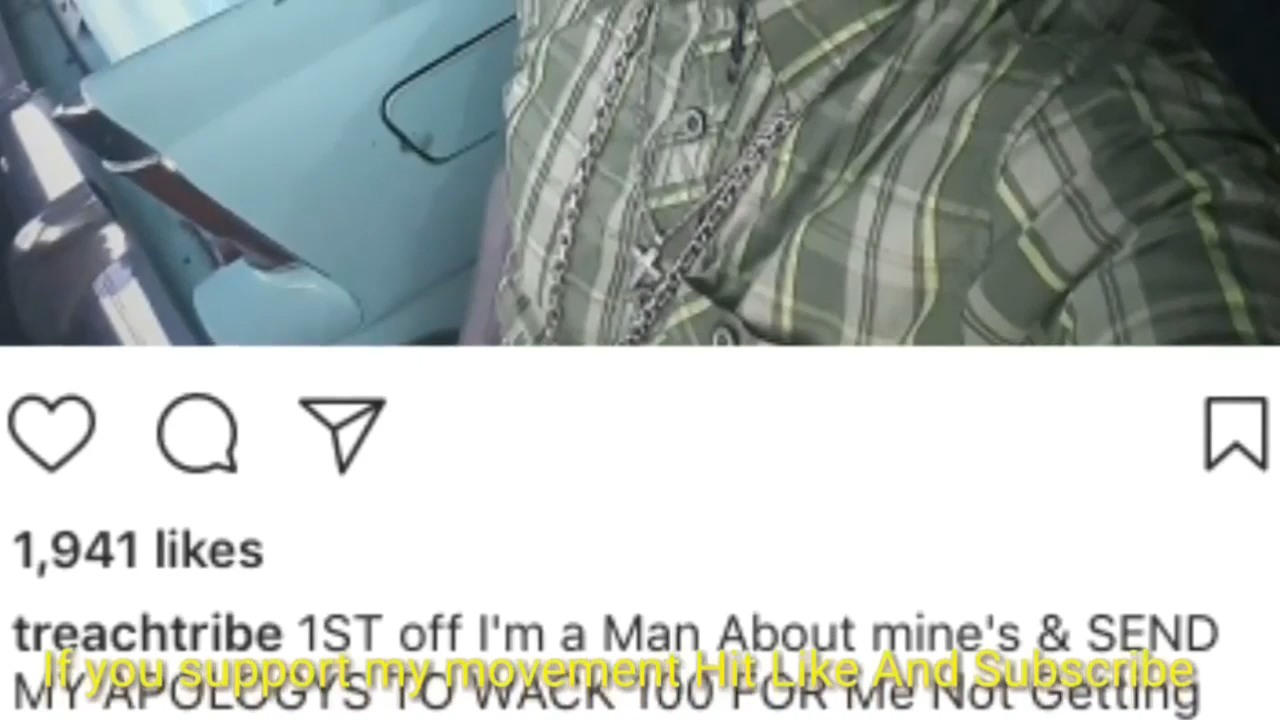 1,941 likes
treachtribe 1ST off I'm a Man About mine's & SEND
If you support my movement Hit Like And Subscribe
MY APOLOGYS TO WACK 100 FOR Me Not Getting